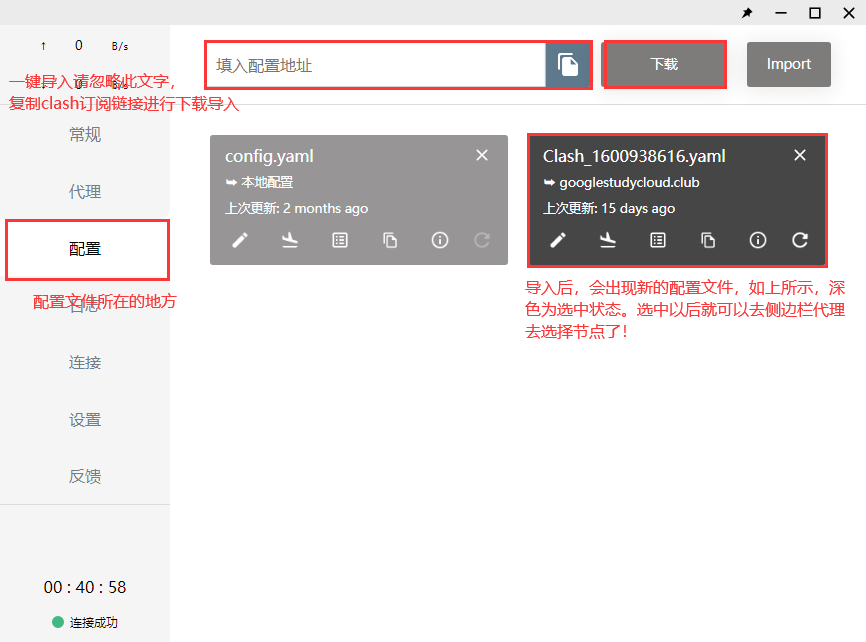 ↑ 0 B/s
↓ 0 B/s
一键导入请忽略此文字，
复制clash订阅链接进行下载导入
常规
代理
配置
配置文件所在的地方
日志
连接
设置
反馈
00 : 40 : 58
连接成功
填入配置地址
下载
Import
config.yaml
本地配置
上次更新: 2 months ago
Clash_1600938616.yaml
googlestudycloud.club
上次更新: 15 days ago
导入后，会出现新的配置文件，如上所示，深
色为选中状态。选中以后就可以去侧边栏代理
去选择节点了！